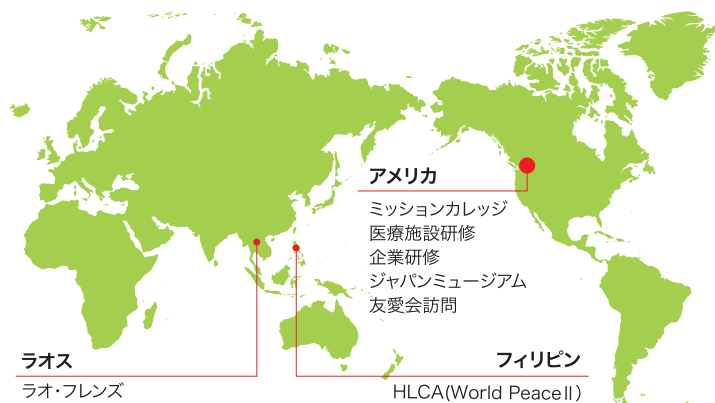 アメリカ
ミッションカレッジ
医療施設研修
企業研修
ジャパンミュージアム
友愛会訪問
ラオス
ラオ・フレンズ
フィリピン
HLCA(World PeaceⅡ)